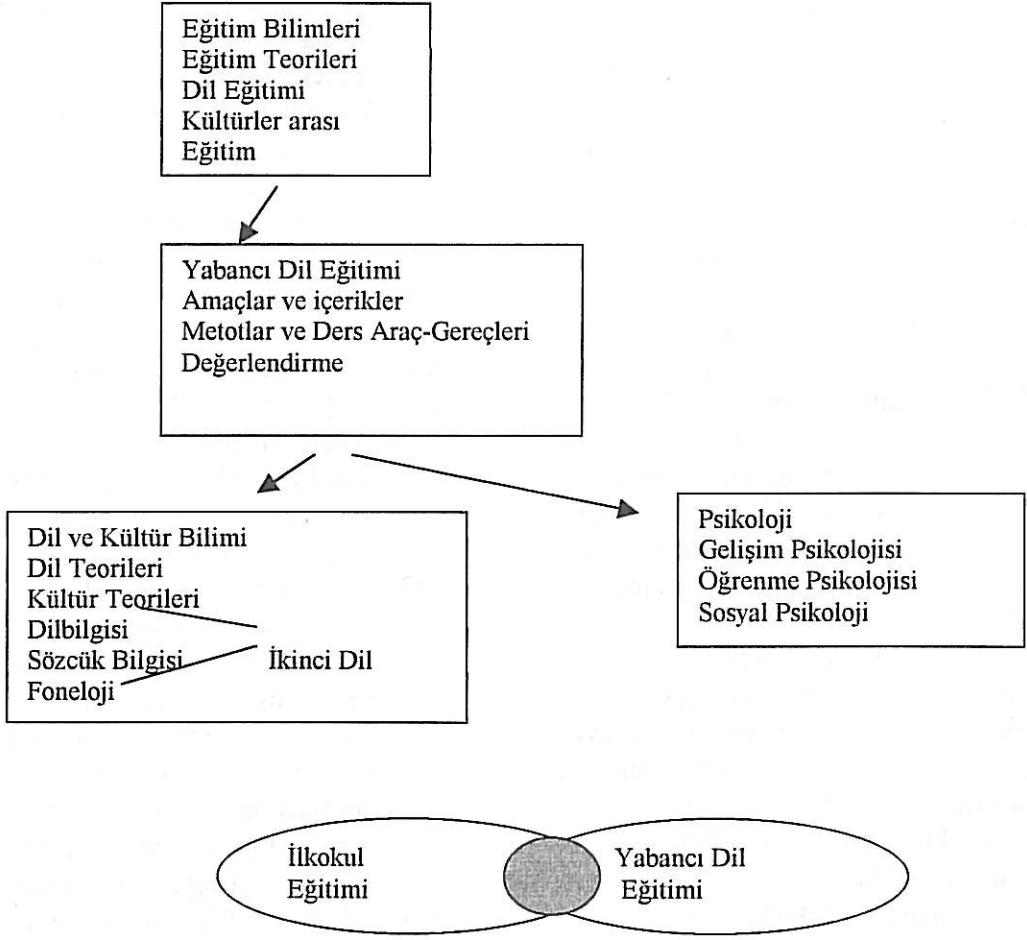 Eğitim Bilimleri
Eğitim Teorileri
Dil Eğitimi
Kültürler arası
Eğitim
Yabancı Dil Eğitimi
Amaçlar ve içerikler
Metotlar ve Ders Araç-Gereçleri
Değerlendirme
Dil ve Kültür Bilimi
Dil Teorileri
Kültür Teorileri
Dilbilgisi
Sözcük Bilgisi İkinci Dil
Foneloji
Psikoloji
Gelişim Psikolojisi
Öğrenme Psikolojisi
Sosyal Psikoloji
İlkokul
Eğitimi
Yabancı Dil
Eğitimi